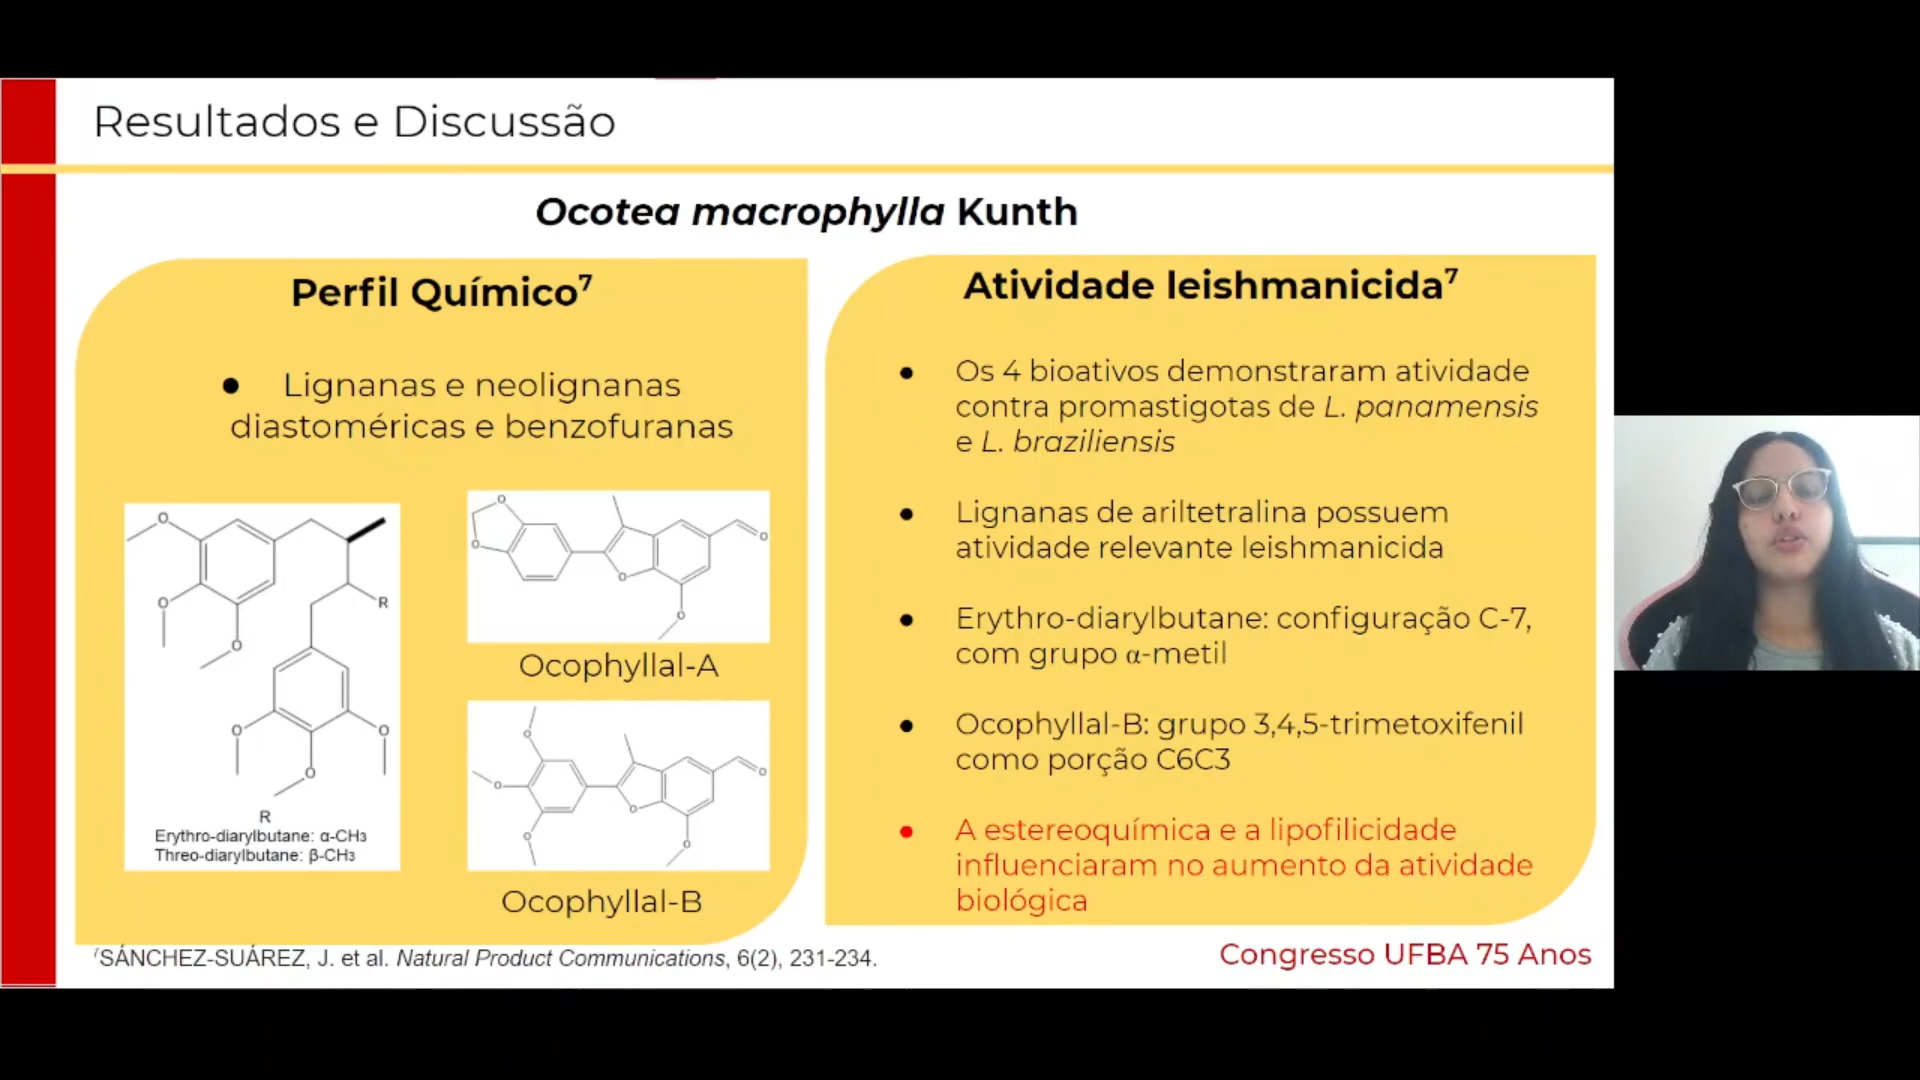 Resultados e Discussão
Ocotea macrophylla Kunth
Perfil Químico⁷
● Lignanas e neolignanas
diastoméricas e benzofuranas
O
O
O
O
R
O
O
O
R
Erythro-diarylbutane: α-CH₃
Threo-diarylbutane: β-CH₃
O
O
O
O
O
Ocophyllal-A
O
O
O
O
O
O
Ocophyllal-B
Atividade leishmanicida⁷
● Os 4 bioativos demonstraram atividade
contra promastigotas de L. panamensis
e L. braziliensis
● Lignanas de ariltetralina possuem
atividade relevante leishmanicida
● Erythro-diarylbutane: configuração C-7,
com grupo α-metil
● Ocophyllal-B: grupo 3,4,5-trimetoxifenil
como porção C6C3
● A estereoquímica e a lipofilicidade
influenciaram no aumento da atividade
biológica
⁷SÁNCHEZ-SUÁREZ, J. et al. Natural Product Communications, 6(2), 231-234.
Congresso UFBA 75 Anos